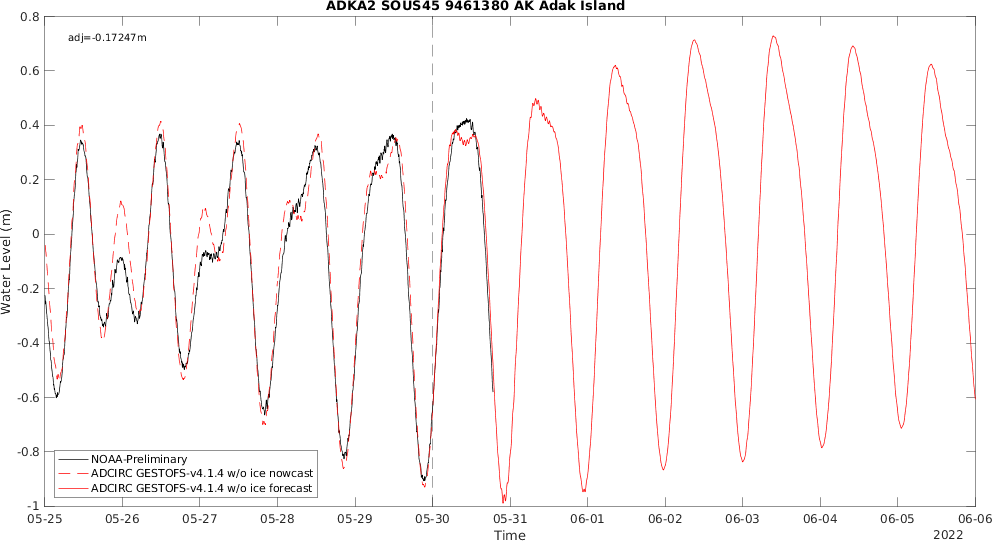 ADKA2 SOUS45 9461380 AK Adak Island
adj=-0.17247m
Water Level (m)
0.8
0.6
0.4
0.2
0
-0.2
-0.4
-0.6
-0.8
-1
NOAA-Preliminary
ADCIRC GESTOFS-v4.1.4 w/o ice nowcast
ADCIRC GESTOFS-v4.1.4 w/o ice forecast
05-25 05-26 05-27 05-28 05-29 05-30 05-31 06-01 06-02 06-03 06-04 06-05 06-06
Time
2022